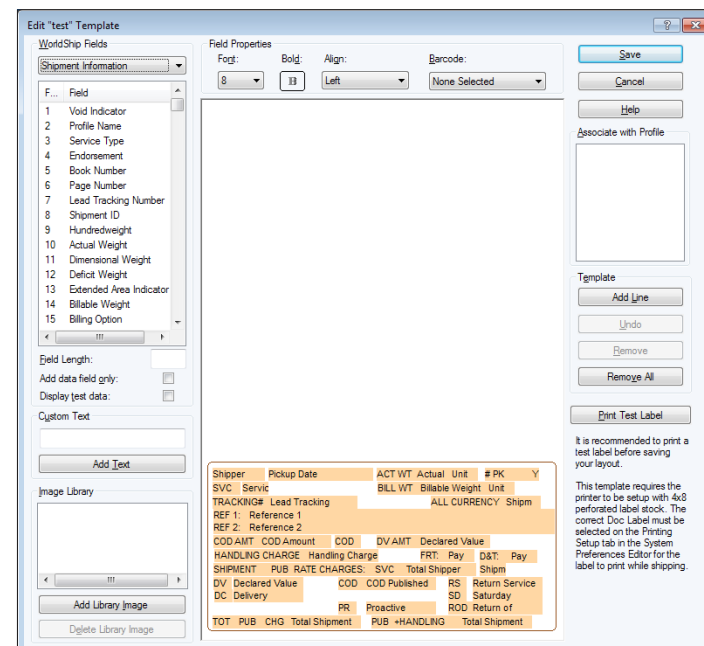 Edit "test" Template
WorldShip Fields
Shipment Information
F... Field
1 Void Indicator
2 Profile Name
3 Service Type
4 Endorsement
5 Book Number
6 Page Number
7 Lead Tracking Number
8 Shipment ID
9 Hundredweight
10 Actual Weight
11 Dimensional Weight
12 Deficit Weight
13 Extended Area Indicator
14 Billable Weight
15 Billing Option
Field Length:
Add data field only:
Display test data:
Custom Text
Add Text
Image Library
Add Library Image
Delete Library Image
Field Properties
Font: Bold: Align: Barcode:
8 B Left None Selected
Shipper Pickup Date ACT WT Actual Unit # PK Y
SVC Servic BILL WT Billable Weight Unit
TRACKING# Lead Tracking ALL CURRENCY Shipm
REF 1: Reference 1
REF 2: Reference 2
COD AMT COD Amount COD DV AMT Declared Value
HANDLING CHARGE Handling Charge FRT: Pay D&T: Pay
SHIPMENT PUB RATE CHARGES: SVC Total Shipper Shipm
DV Declared Value COD COD Published RS Return Service
DC Delivery SD Saturday
PR Proactive ROD Return of
TOT PUB CHG Total Shipment PUB +HANDLING Total Shipment
Save
Cancel
Help
Associate with Profile
Template
Add Line
Undo
Remove
Remove All
Print Test Label
It is recommended to print a
test label before saving
your layout.
This template requires the
printer to be setup with 4x8
perforated label stock. The
correct Doc Label must be
selected on the Printing
Setup tab in the System
Preferences Editor for the
label to print while shipping.